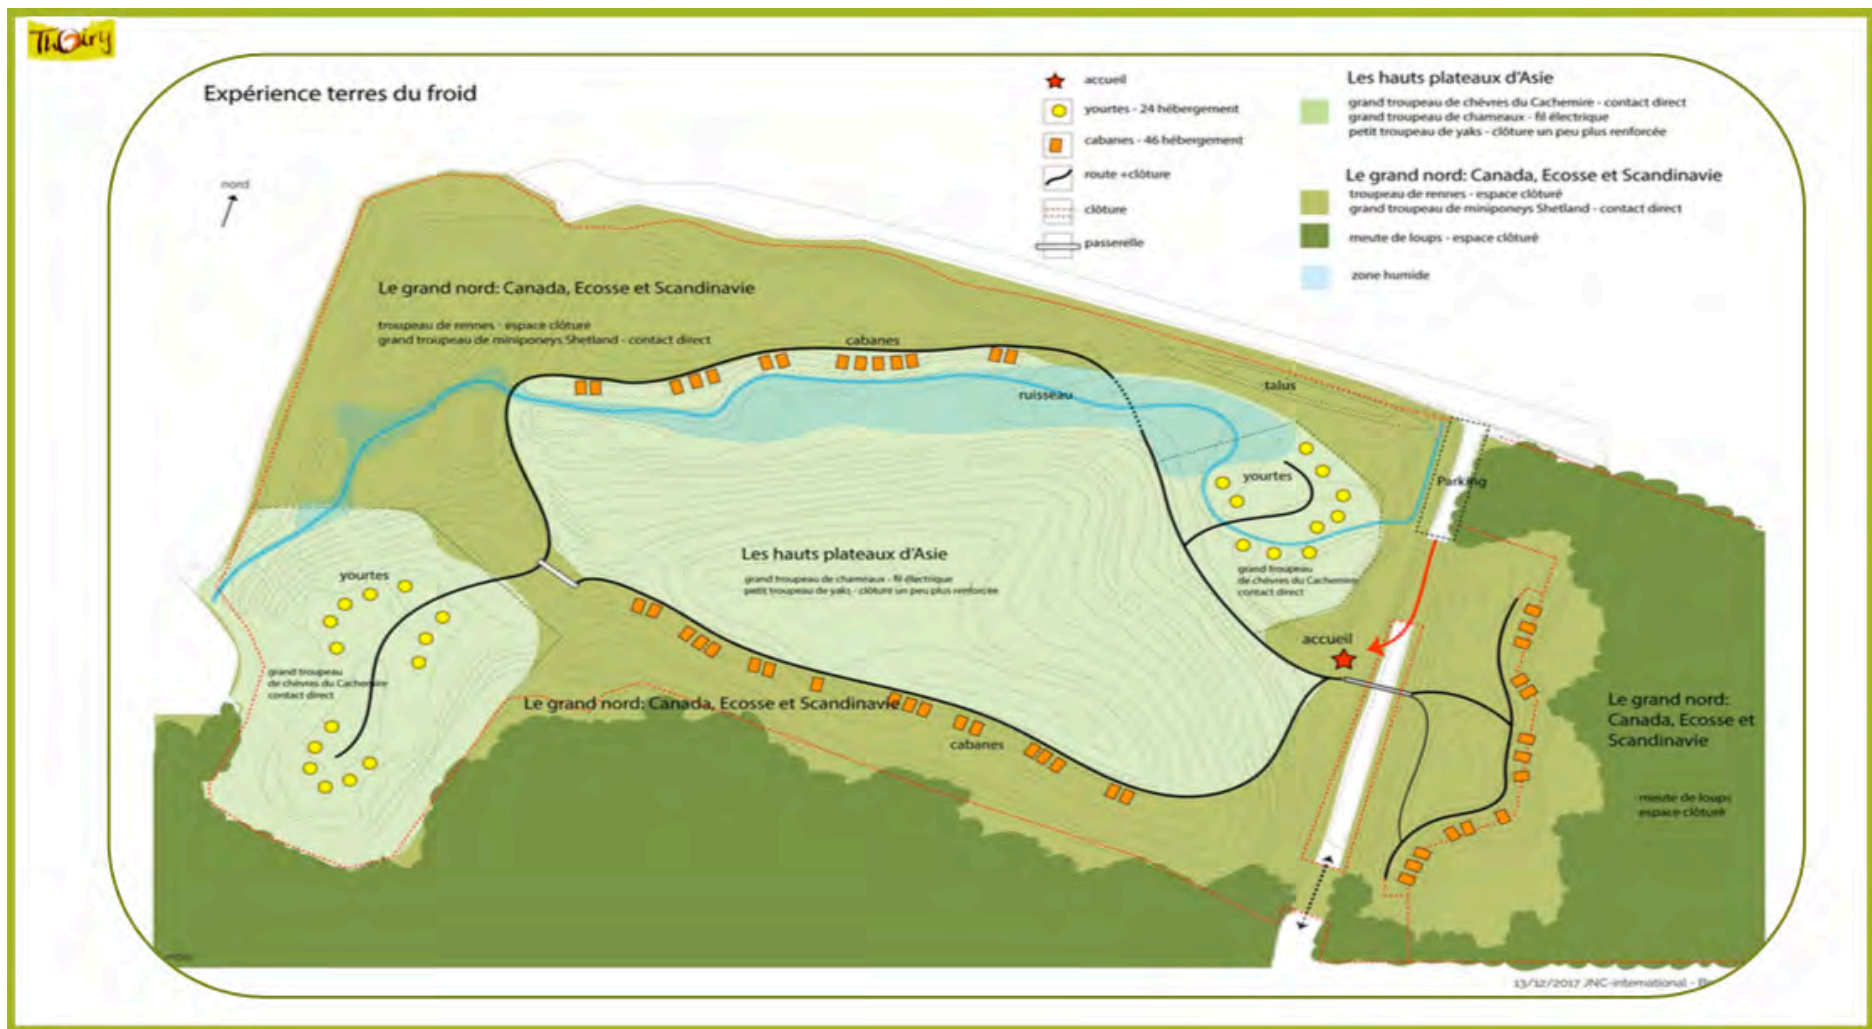 Thoiry
Expérience terres du froid
nord
accueil
yourtes - 24 hébergement
cabanes - 46 hébergement
route +clôture
clôture
passerelle
Les hauts plateaux d'Asie
grand troupeau de chèvres du Cachemire - contact direct
grand troupeau de chameaux - fil électrique
petit troupeau de yaks - clôture un peu plus renforcée
Le grand nord: Canada, Ecosse et Scandinavie
troupeau de rennes - espace clôturé
grand troupeau de miniponeys Shetland - contact direct
meute de loups - espace clôturé
zone humide
Le grand nord: Canada, Ecosse et Scandinavie
troupeau de rennes - espace clôturé
grand troupeau de miniponeys Shetland - contact direct
cabanes
ruisseau
talus
Parking
yourtes
grand troupeau
de chèvres du Cachemire
contact direct
Les hauts plateaux d'Asie
grand troupeau de chameaux - fil électrique
petit troupeau de yaks - clôture un peu plus renforcée
yourtes
grand troupeau
de chèvres du Cachemire
contact direct
accueil
Le grand nord: Canada, Ecosse et Scandinavie
cabanes
Le grand nord:
Canada, Ecosse et
Scandinavie
meute de loups
espace clôturé
13/12/2017 JNC-international -